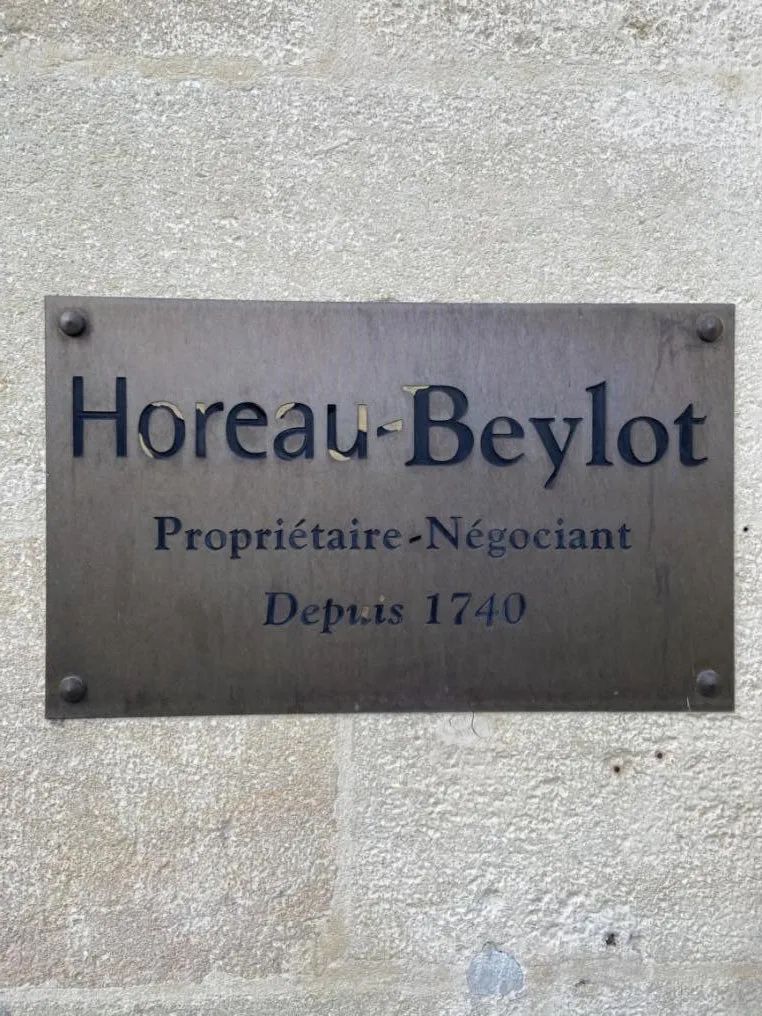 Horeau-Beylot
Propriétaire-Négociant
Depuis 1740